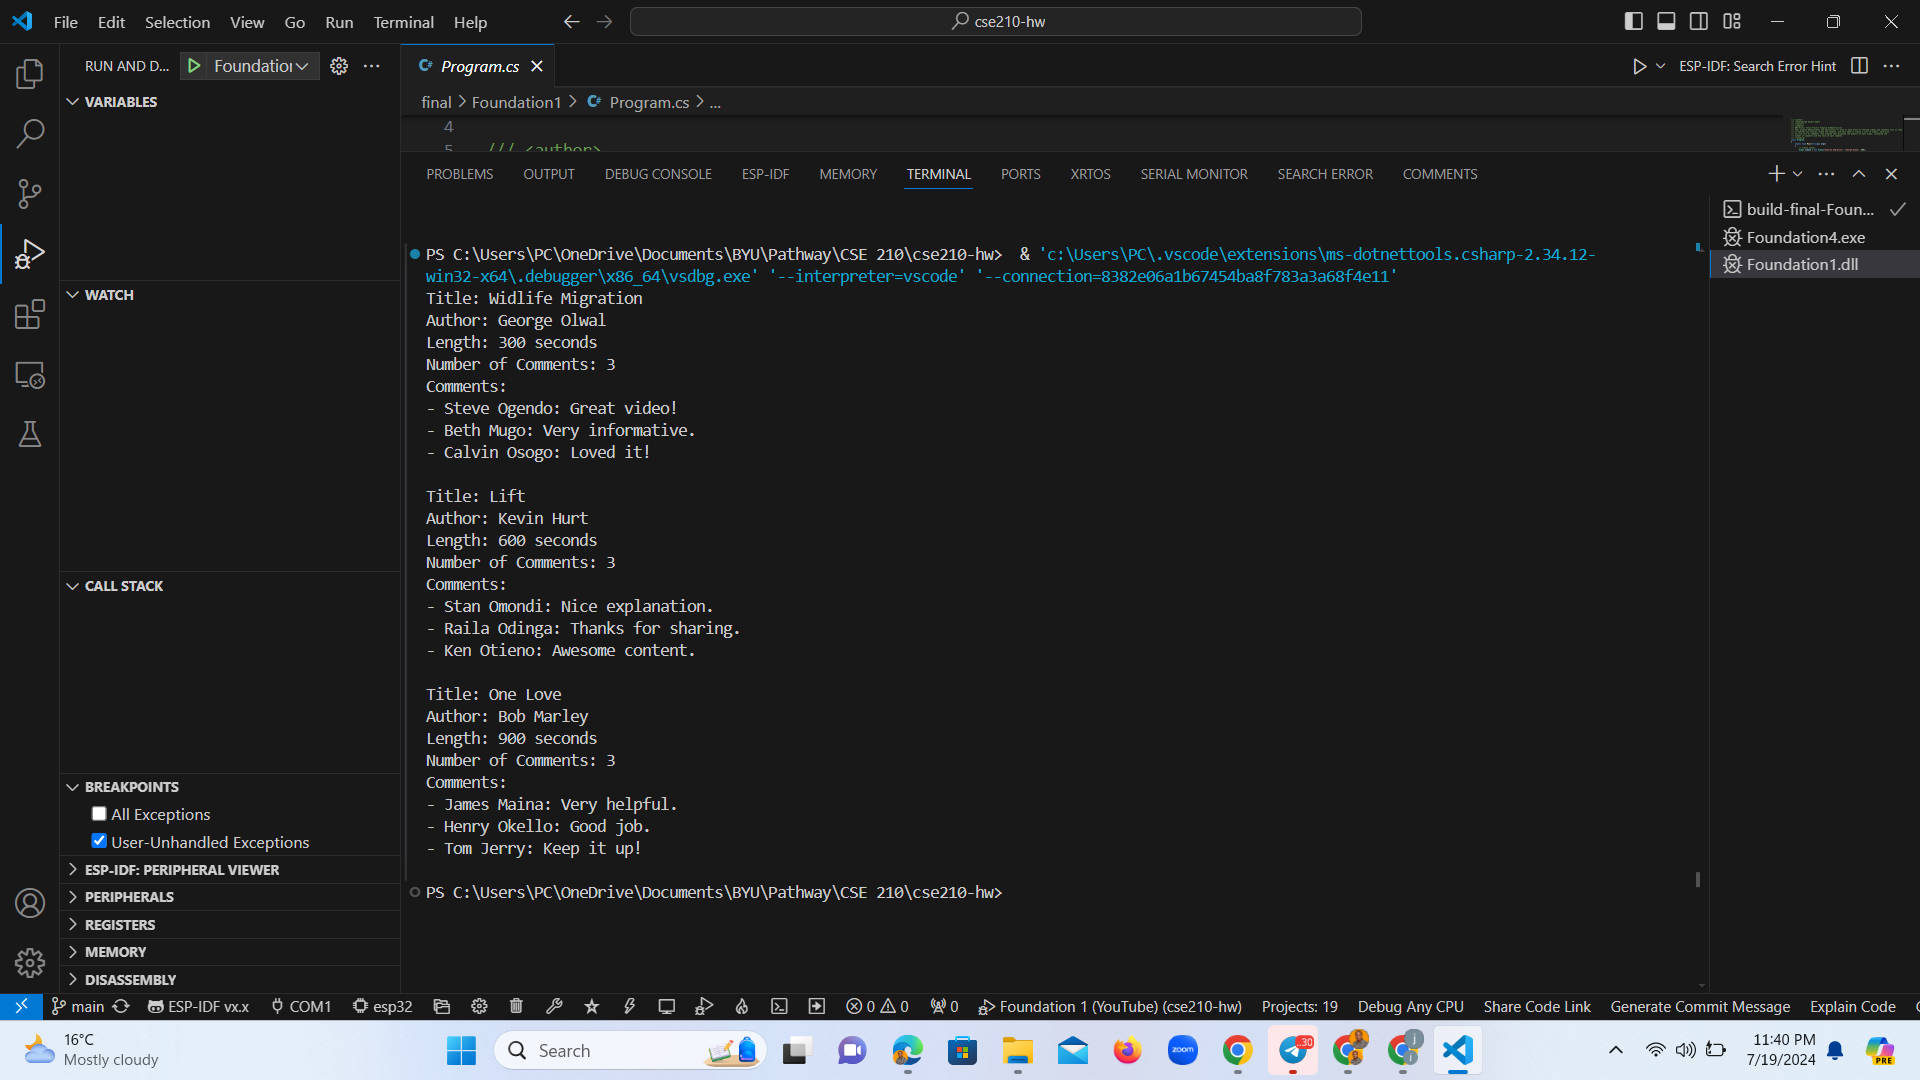 File Edit Selection View Go Run Terminal Help
cse210-hw
RUN AND D...
Foundation
Program.cs
ESP-IDF: Search Error Hint
VARIABLES
final > Foundation1 > Program.cs > ...
4
5 /// <author>
PROBLEMS OUTPUT DEBUG CONSOLE ESP-IDF MEMORY TERMINAL PORTS XRTOS SERIAL MONITOR SEARCH ERROR COMMENTS
build-final-Foun...
Foundation4.exe
Foundation1.dll
PS C:\Users\PC\OneDrive\Documents\BYU\Pathway\CSE 210\cse210-hw>  & 'c:\Users\PC\.vscode\extensions\ms-dotnettools.csharp-2.34.12-
win32-x64\.debugger\x86_64\vsdbg.exe' '--interpreter=vscode' '--connection=8382e06a1b67454ba8f783a3a68f4e11'
Title: Widlife Migration
Author: George Olwal
Length: 300 seconds
Number of Comments: 3
Comments:
- Steve Ogendo: Great video!
- Beth Mugo: Very informative.
- Calvin Osogo: Loved it!
Title: Lift
Author: Kevin Hurt
Length: 600 seconds
Number of Comments: 3
Comments:
- Stan Omondi: Nice explanation.
- Raila Odinga: Thanks for sharing.
- Ken Otieno: Awesome content.
Title: One Love
Author: Bob Marley
Length: 900 seconds
Number of Comments: 3
Comments:
- James Maina: Very helpful.
- Henry Okello: Good job.
- Tom Jerry: Keep it up!
PS C:\Users\PC\OneDrive\Documents\BYU\Pathway\CSE 210\cse210-hw>
WATCH
CALL STACK
BREAKPOINTS
All Exceptions
User-Unhandled Exceptions
ESP-IDF: PERIPHERAL VIEWER
PERIPHERALS
REGISTERS
MEMORY
DISASSEMBLY
main ESP-IDF vx.x COM1 esp32 0 0 0 Foundation 1 (YouTube) (cse210-hw) Projects: 19 Debug Any CPU Share Code Link Generate Commit Message Explain Code
16°C
Mostly cloudy
Search
zoom
30
PRE
11:40 PM
7/19/2024